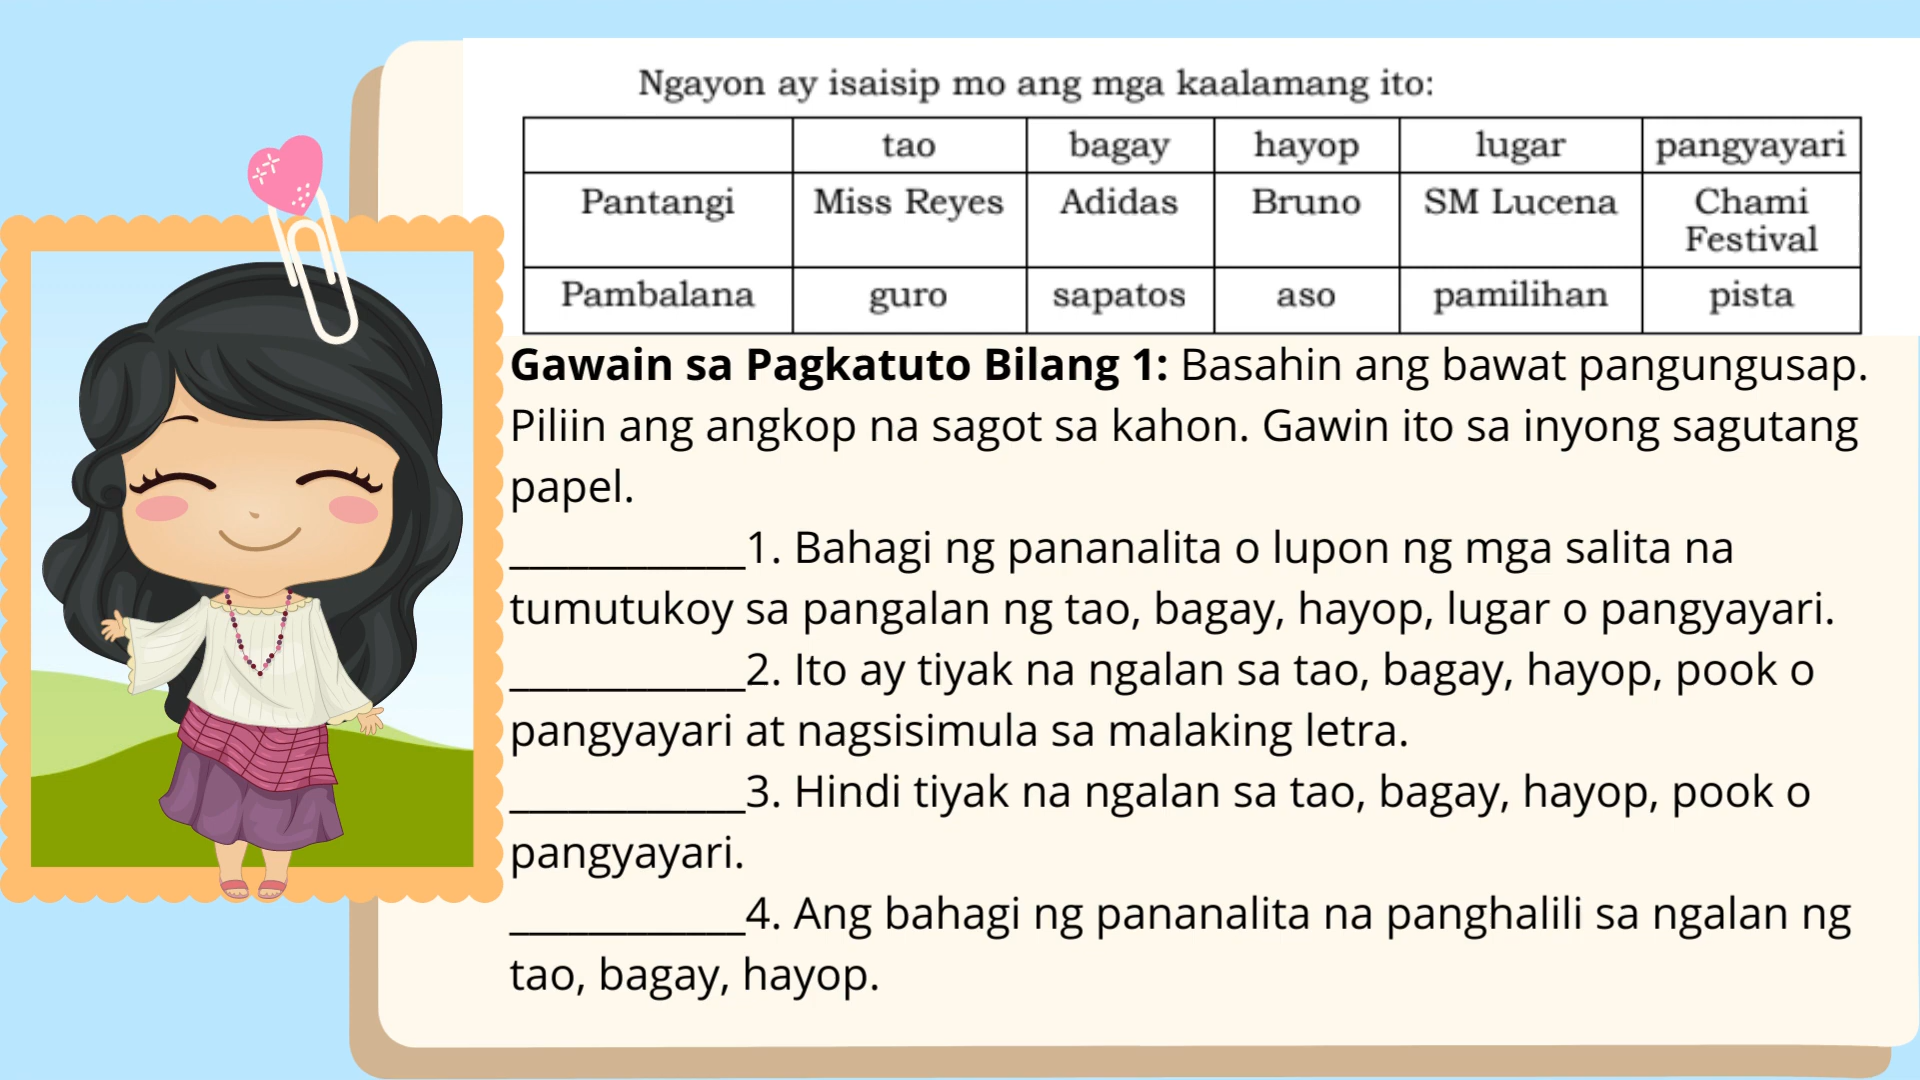 Ngayon ay isaisip mo ang mga kaalamang ito:
tao bagay hayop lugar pangyayari
Pantangi Miss Reyes Adidas Bruno SM Lucena Chami Festival
Pambalana guro sapatos aso pamilihan pista
Gawain sa Pagkatuto Bilang 1: Basahin ang bawat pangungusap.
Piliin ang angkop na sagot sa kahon. Gawin ito sa inyong sagutang
papel.
____________1. Bahagi ng pananalita o lupon ng mga salita na
tumutukoy sa pangalan ng tao, bagay, hayop, lugar o pangyayari.
____________2. Ito ay tiyak na ngalan sa tao, bagay, hayop, pook o
pangyayari at nagsisimula sa malaking letra.
____________3. Hindi tiyak na ngalan sa tao, bagay, hayop, pook o
pangyayari.
____________4. Ang bahagi ng pananalita na panghalili sa ngalan ng
tao, bagay, hayop.